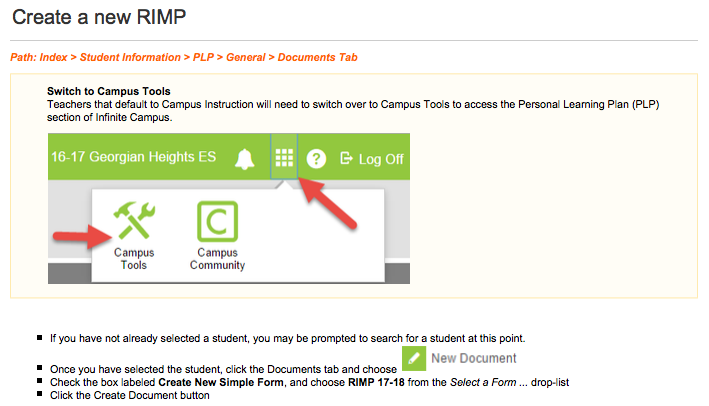 Create a new RIMP
Path: Index > Student Information > PLP > General > Documents Tab
Switch to Campus Tools
Teachers that default to Campus Instruction will need to switch over to Campus Tools to access the Personal Learning Plan (PLP)
section of Infinite Campus.
16-17 Georgian Heights ES ? Log Off
C
Campus Tools
Campus Community
If you have not already selected a student, you may be prompted to search for a student at this point.
Once you have selected the student, click the Documents tab and choose New Document
Check the box labeled Create New Simple Form, and choose RIMP 17-18 from the Select a Form ... drop-list
Click the Create Document button